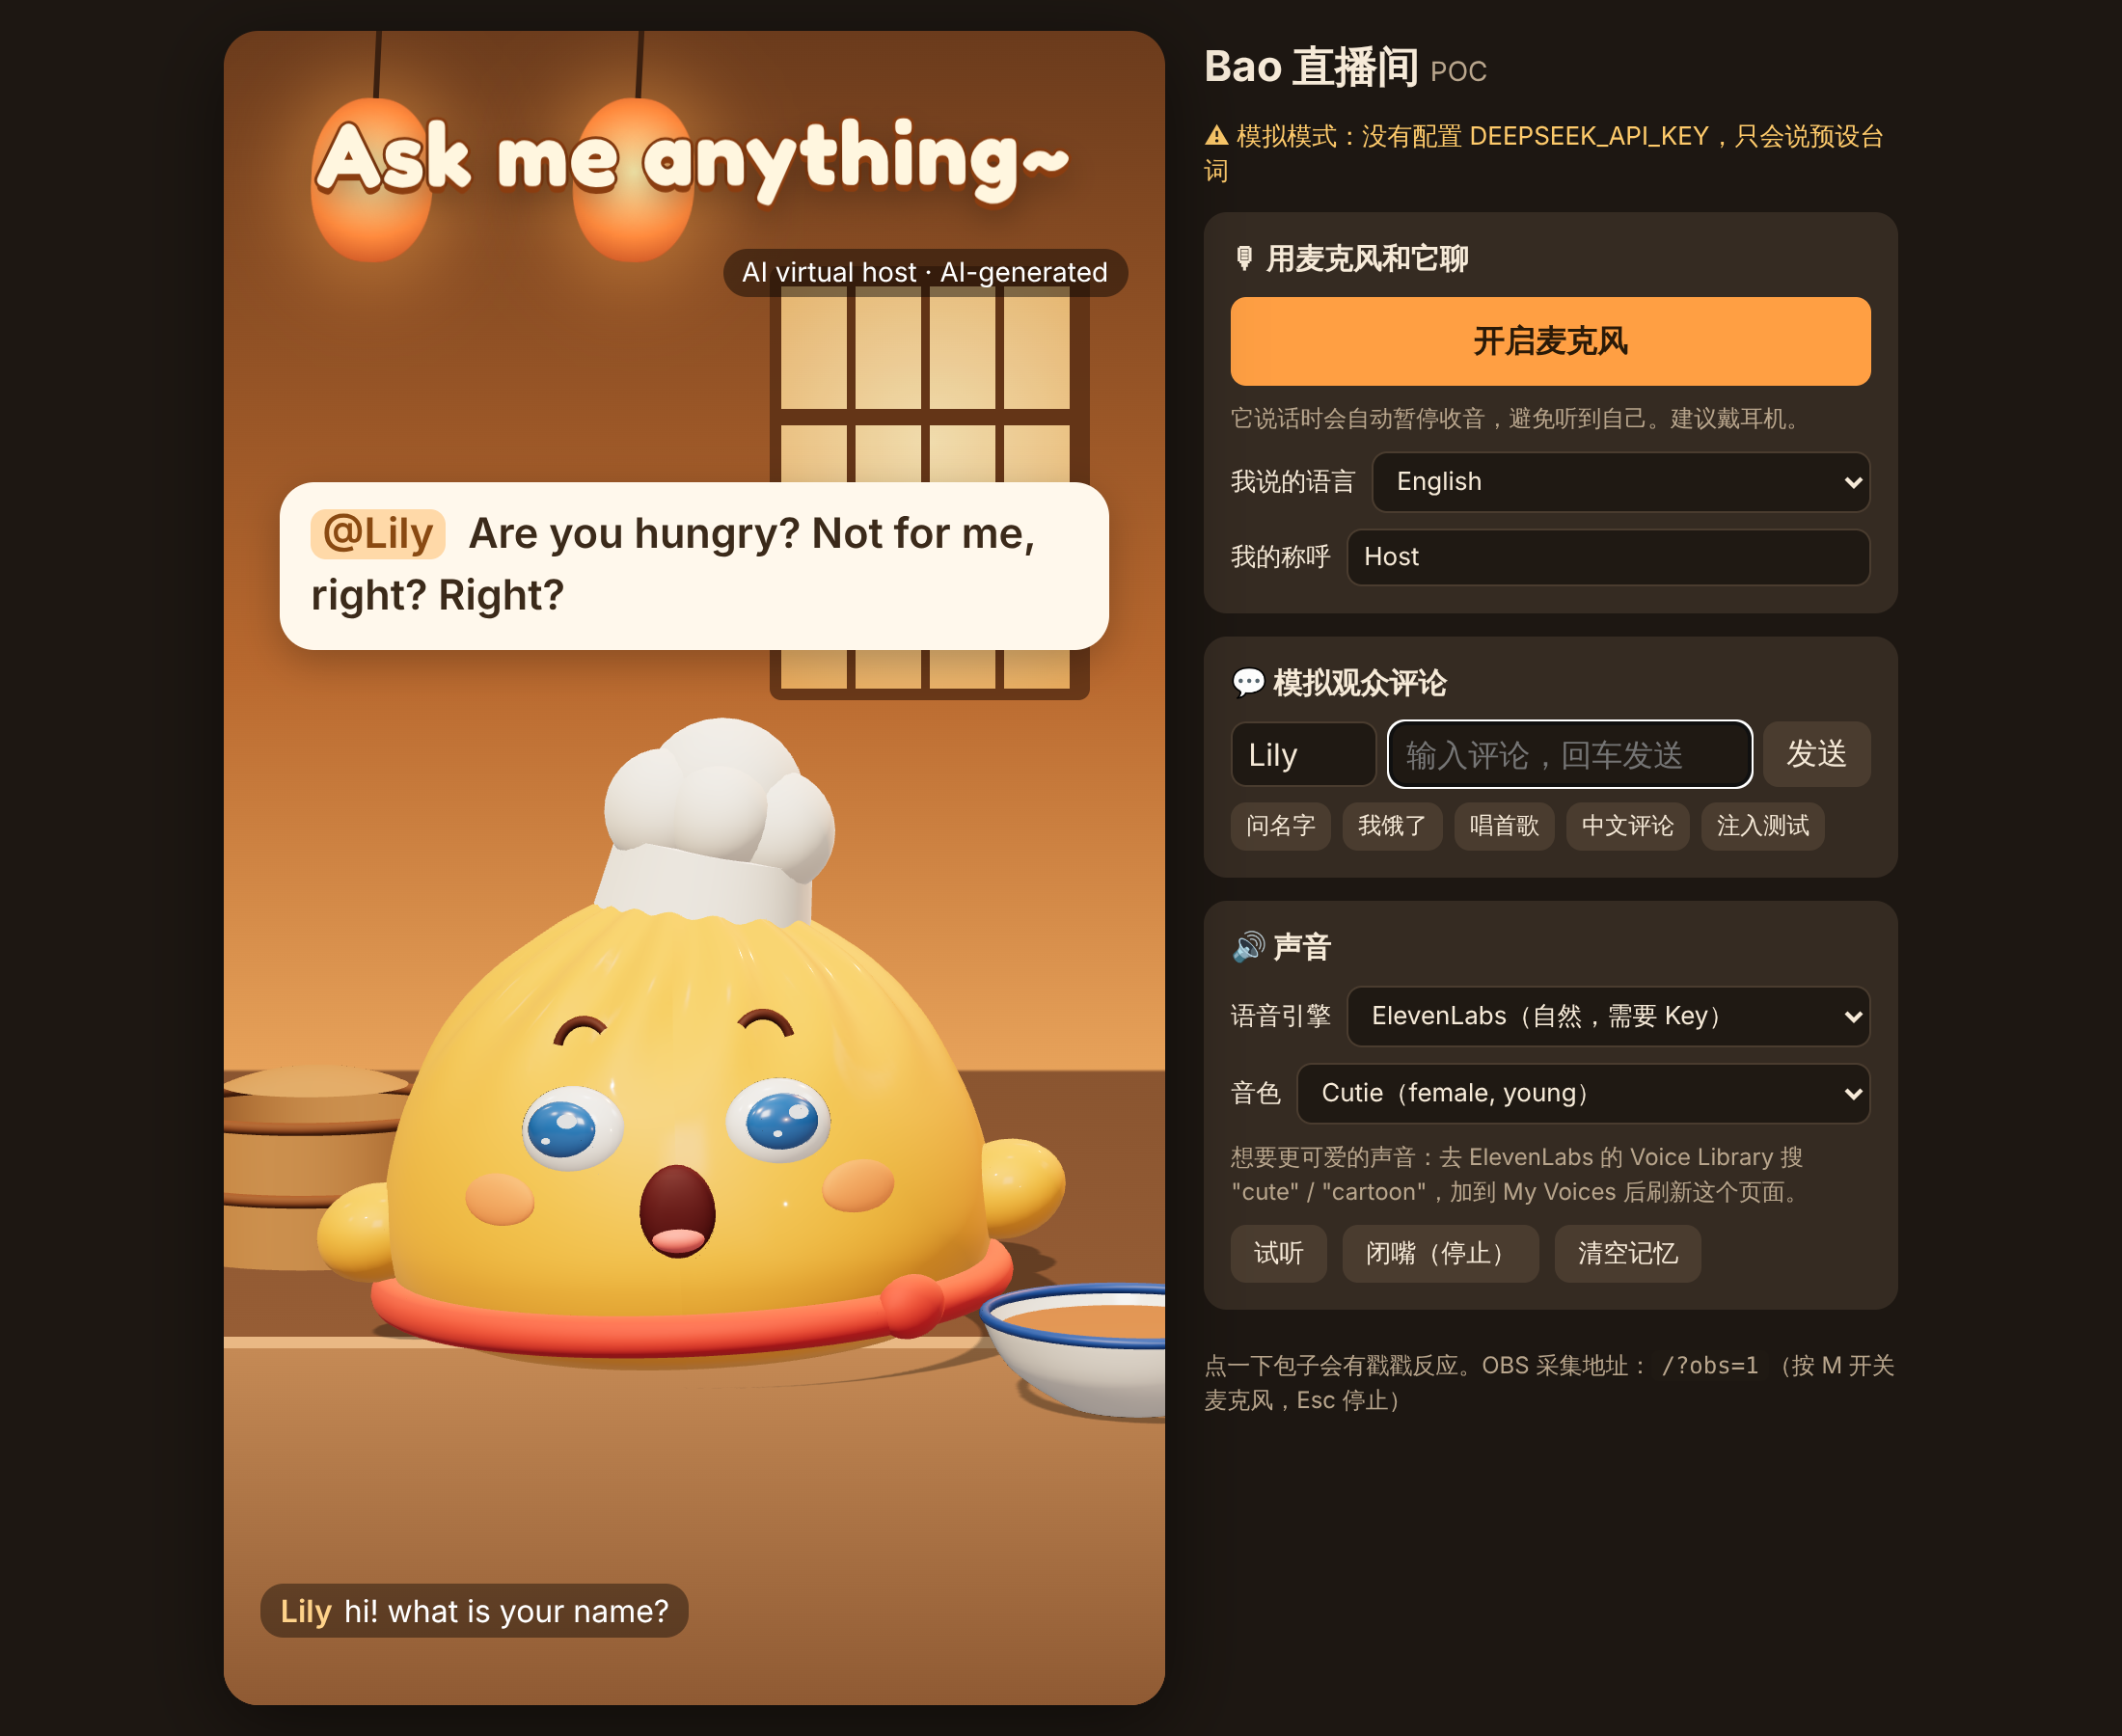 Ask me anything~
AI virtual host · AI-generated
@Lily Are you hungry? Not for me,
right? Right?
Lily hi! what is your name?
Bao 直播间 POC
⚠ 模拟模式：没有配置 DEEPSEEK_API_KEY，只会说预设台
词
🎙 用麦克风和它聊
开启麦克风
它说话时会自动暂停收音，避免听到自己。建议戴耳机。
我说的语言 English
我的称呼 Host
💬 模拟观众评论
Lily 输入评论，回车发送 发送
问名字 我饿了 唱首歌 中文评论 注入测试
🔊 声音
语音引擎 ElevenLabs（自然，需要 Key）
音色 Cutie（female, young）
想要更可爱的声音：去 ElevenLabs 的 Voice Library 搜
"cute" / "cartoon"，加到 My Voices 后刷新这个页面。
试听 闭嘴（停止） 清空记忆
点一下包子会有戳戳反应。OBS 采集地址： /?obs=1 （按 M 开关
麦克风，Esc 停止）